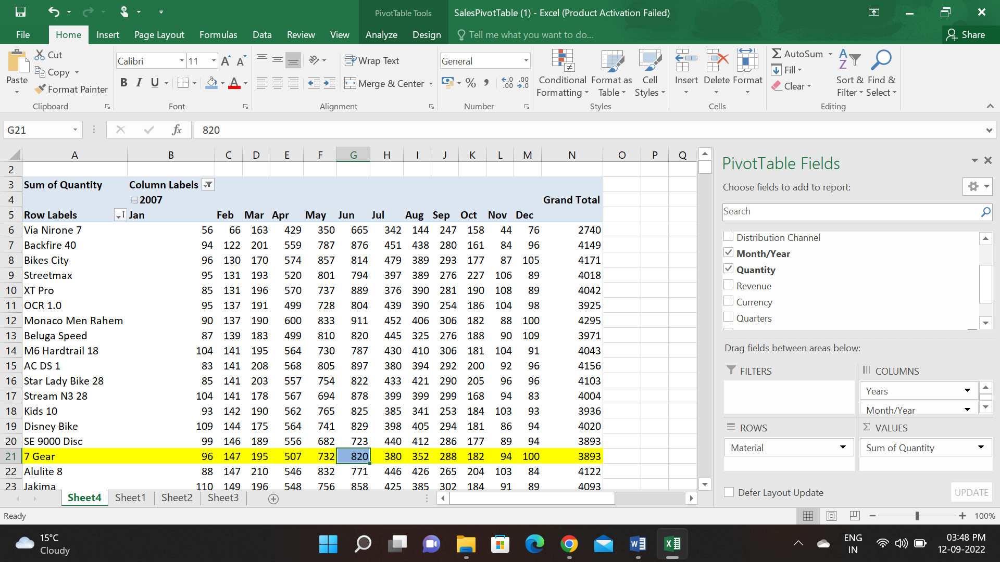 PivotTable Tools
SalesPivotTable (1) - Excel (Product Activation Failed)
File Home Insert Page Layout Formulas Data Review View Analyze Design Tell me what you want to do... Share
Cut
Copy
Format Painter
Paste
Clipboard
Calibri 11
B I U
Font
Wrap Text
Merge & Center
Alignment
General
Number
Conditional Formatting
Format as Table
Cell Styles
Styles
Insert Delete Format
Cells
AutoSum
Fill
Clear
Sort & Filter
Find & Select
Editing
G21 fx 820
A B C D E F G H I J K L M N O P Q
2
3 Sum of Quantity Column Labels
4 2007 Grand Total
5 Row Labels Jan Feb Mar Apr May Jun Jul Aug Sep Oct Nov Dec
6 Via Nirone 7 56 66 163 429 350 665 342 144 247 158 44 76 2740
7 Backfire 40 94 122 201 559 787 876 451 438 280 161 84 96 4149
8 Bikes City 96 130 170 574 857 814 479 389 293 177 87 105 4171
9 Streetmax 95 131 193 520 801 794 397 389 276 227 106 89 4018
10 XT Pro 85 131 196 570 737 889 376 390 281 190 108 89 4042
11 OCR 1.0 95 137 191 499 728 804 439 390 254 186 104 98 3925
12 Monaco Men Rahem 90 137 190 600 833 911 452 406 306 182 88 100 4295
13 Beluga Speed 87 139 183 499 810 820 445 325 276 188 90 109 3971
14 M6 Hardtrail 18 104 141 195 564 730 787 430 410 306 181 104 91 4043
15 AC DS 1 83 141 208 568 805 897 380 394 292 200 92 96 4156
16 Star Lady Bike 28 85 141 203 557 754 822 433 421 290 205 96 96 4103
17 Stream N3 28 104 141 178 567 694 878 399 399 299 168 94 83 4004
18 Kids 10 93 142 190 562 765 825 385 341 253 184 103 93 3936
19 Disney Bike 109 144 175 564 741 829 398 405 294 181 86 94 4020
20 SE 9000 Disc 99 146 189 556 682 723 440 412 286 177 89 94 3893
21 7 Gear 96 147 195 507 732 820 380 352 288 182 94 100 3893
22 Alulite 8 88 147 210 546 832 771 446 426 265 204 103 84 4122
23 Jakima 110 149 196 548 756 858 425 385 302 184 91 89 4093
Sheet4 Sheet1 Sheet2 Sheet3
PivotTable Fields
Choose fields to add to report:
Search
Distribution Channel
Month/Year
Quantity
Revenue
Currency
Quarters
Drag fields between areas below:
FILTERS
COLUMNS
Years
Month/Year
ROWS
Material
VALUES
Sum of Quantity
Defer Layout Update UPDATE
Ready 100%
15°C
Cloudy
ENG
IN
03:48 PM
12-09-2022